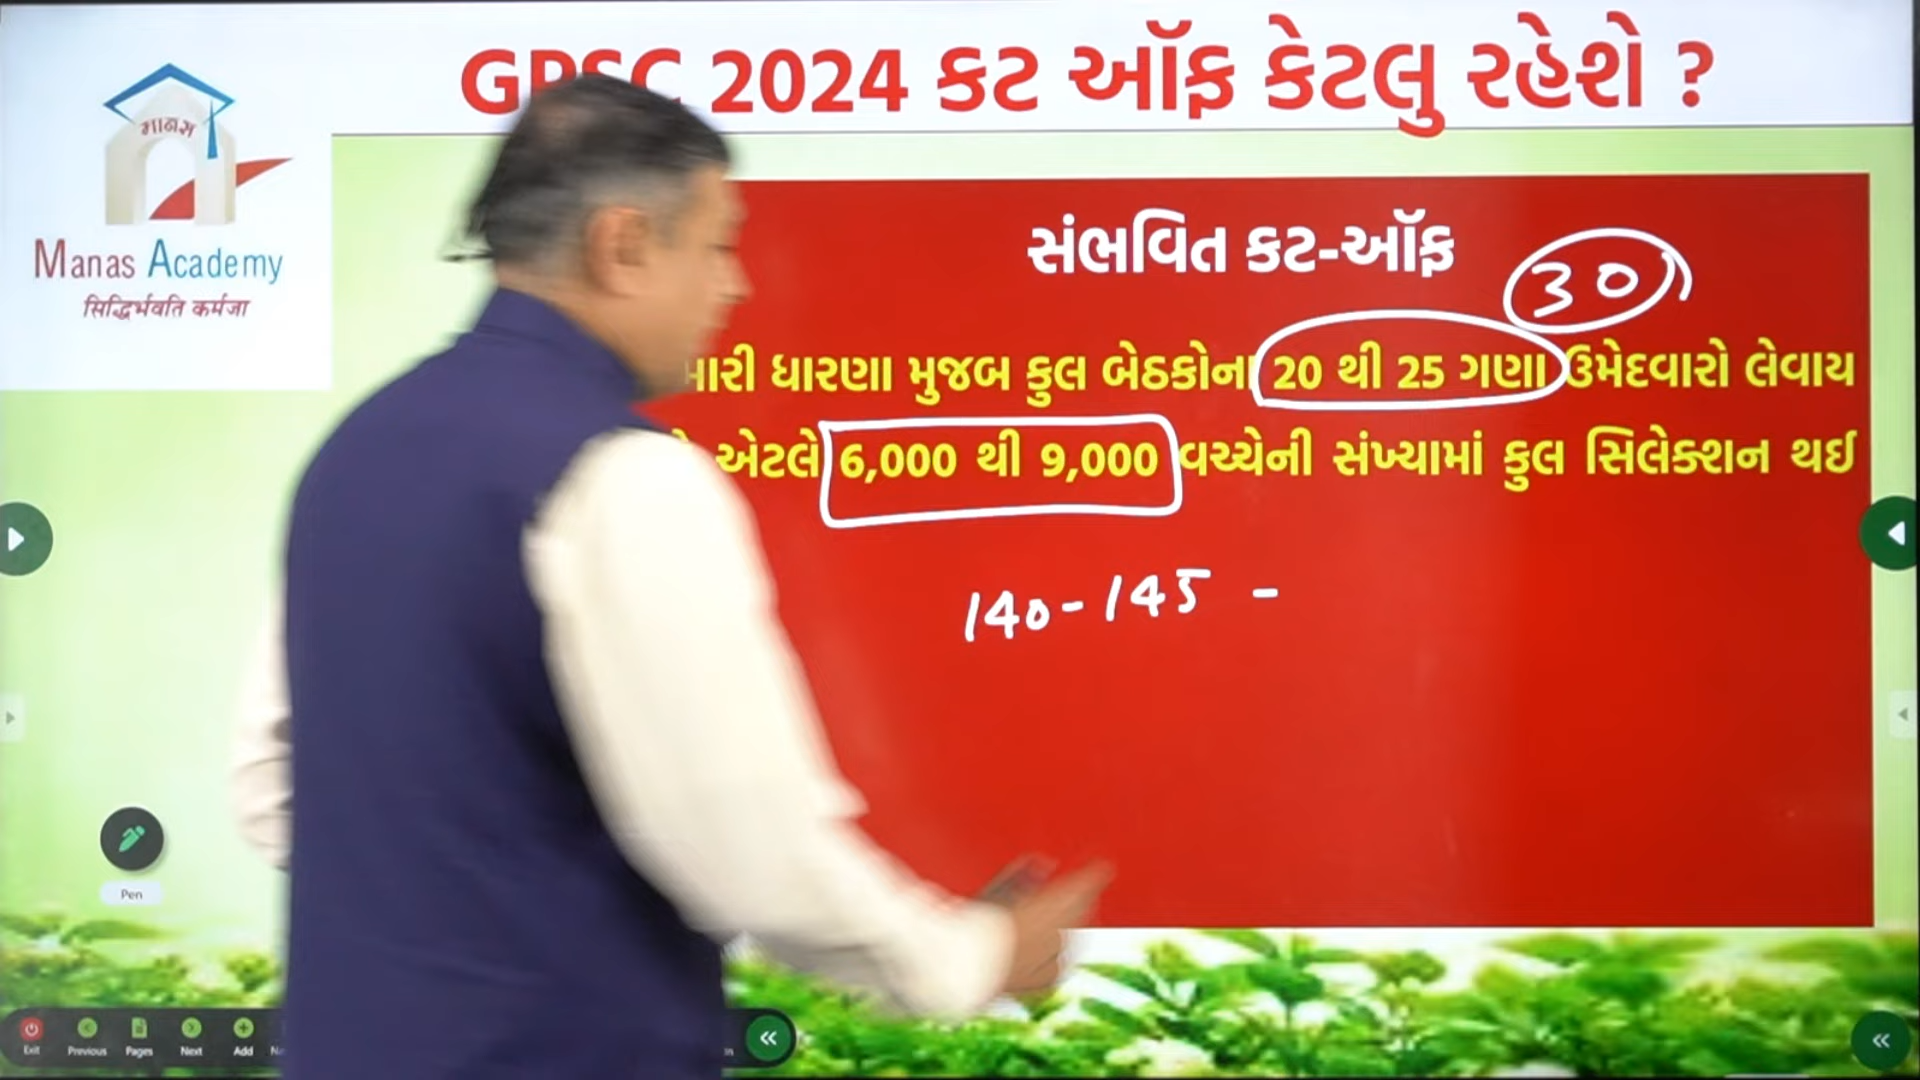 2024 કટ ઑફ કેટલુ રહેશે ?
માનસ
Manas Academy
सिद्धिर्भवति कर्मजा
સંભવિત કટ-ઑફ
30
ધારણા મુજબ કુલ બેઠકોના 20 થી 25 ગણા ઉમેદવારો લેવાય
એટલે 6,000 થી 9,000 વચ્ચેની સંખ્યામાં કુલ સિલેક્શન થઈ
140 - 145 -
Pen
Exit Previous Pages Next Add